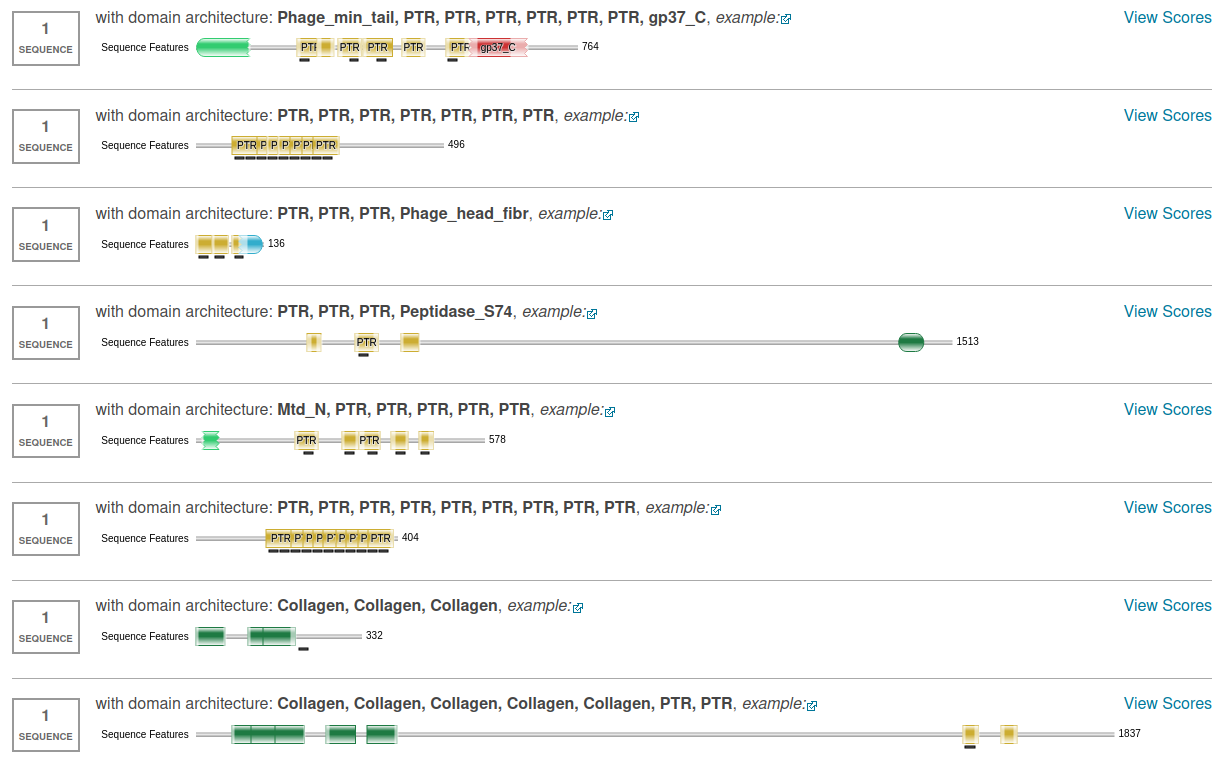 1
SEQUENCE
with domain architecture: Phage_min_tail, PTR, PTR, PTR, PTR, PTR, PTR, gp37_C, example:
View Scores
Sequence Features PTR PTR PTR PTR PTR gp37_C 764
1
SEQUENCE
with domain architecture: PTR, PTR, PTR, PTR, PTR, PTR, PTR, example:
View Scores
Sequence Features PTR P P P P PT PTR 496
1
SEQUENCE
with domain architecture: PTR, PTR, PTR, Phage_head_fibr, example:
View Scores
Sequence Features 136
1
SEQUENCE
with domain architecture: PTR, PTR, PTR, Peptidase_S74, example:
View Scores
Sequence Features PTR 1513
1
SEQUENCE
with domain architecture: Mtd_N, PTR, PTR, PTR, PTR, PTR, example:
View Scores
Sequence Features PTR PTR 578
1
SEQUENCE
with domain architecture: PTR, PTR, PTR, PTR, PTR, PTR, PTR, PTR, PTR, example:
View Scores
Sequence Features PTR P P P P P P PTR 404
1
SEQUENCE
with domain architecture: Collagen, Collagen, Collagen, example:
View Scores
Sequence Features 332
1
SEQUENCE
with domain architecture: Collagen, Collagen, Collagen, Collagen, Collagen, PTR, PTR, example:
View Scores
Sequence Features 1837